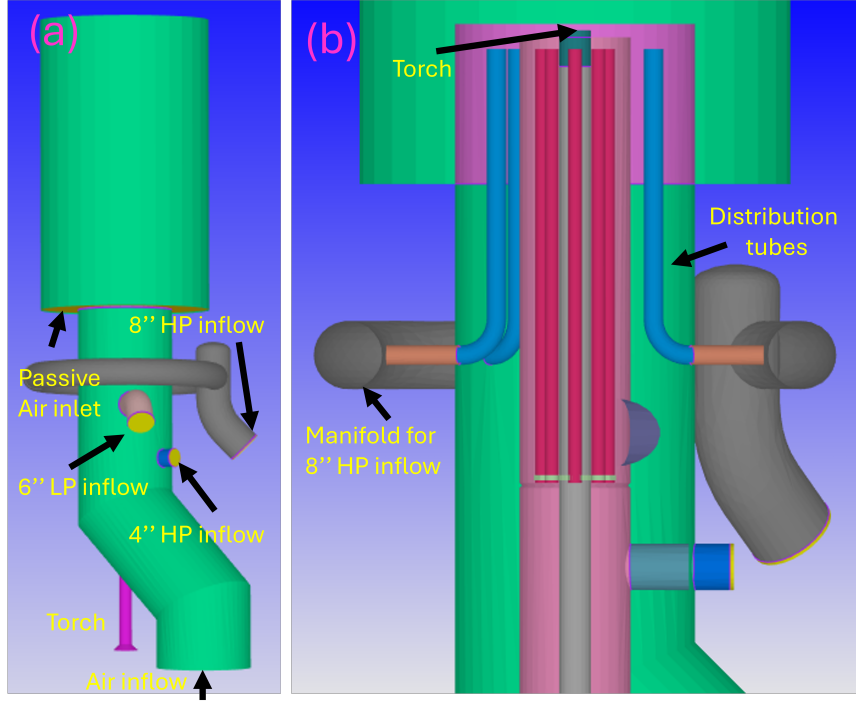 (a)
8’’ HP inflow
Passive
Air inlet
6’’ LP inflow
4’’ HP inflow
Torch
Air inflow
(b)
Torch
Distribution
tubes
Manifold for
8’’ HP inflow